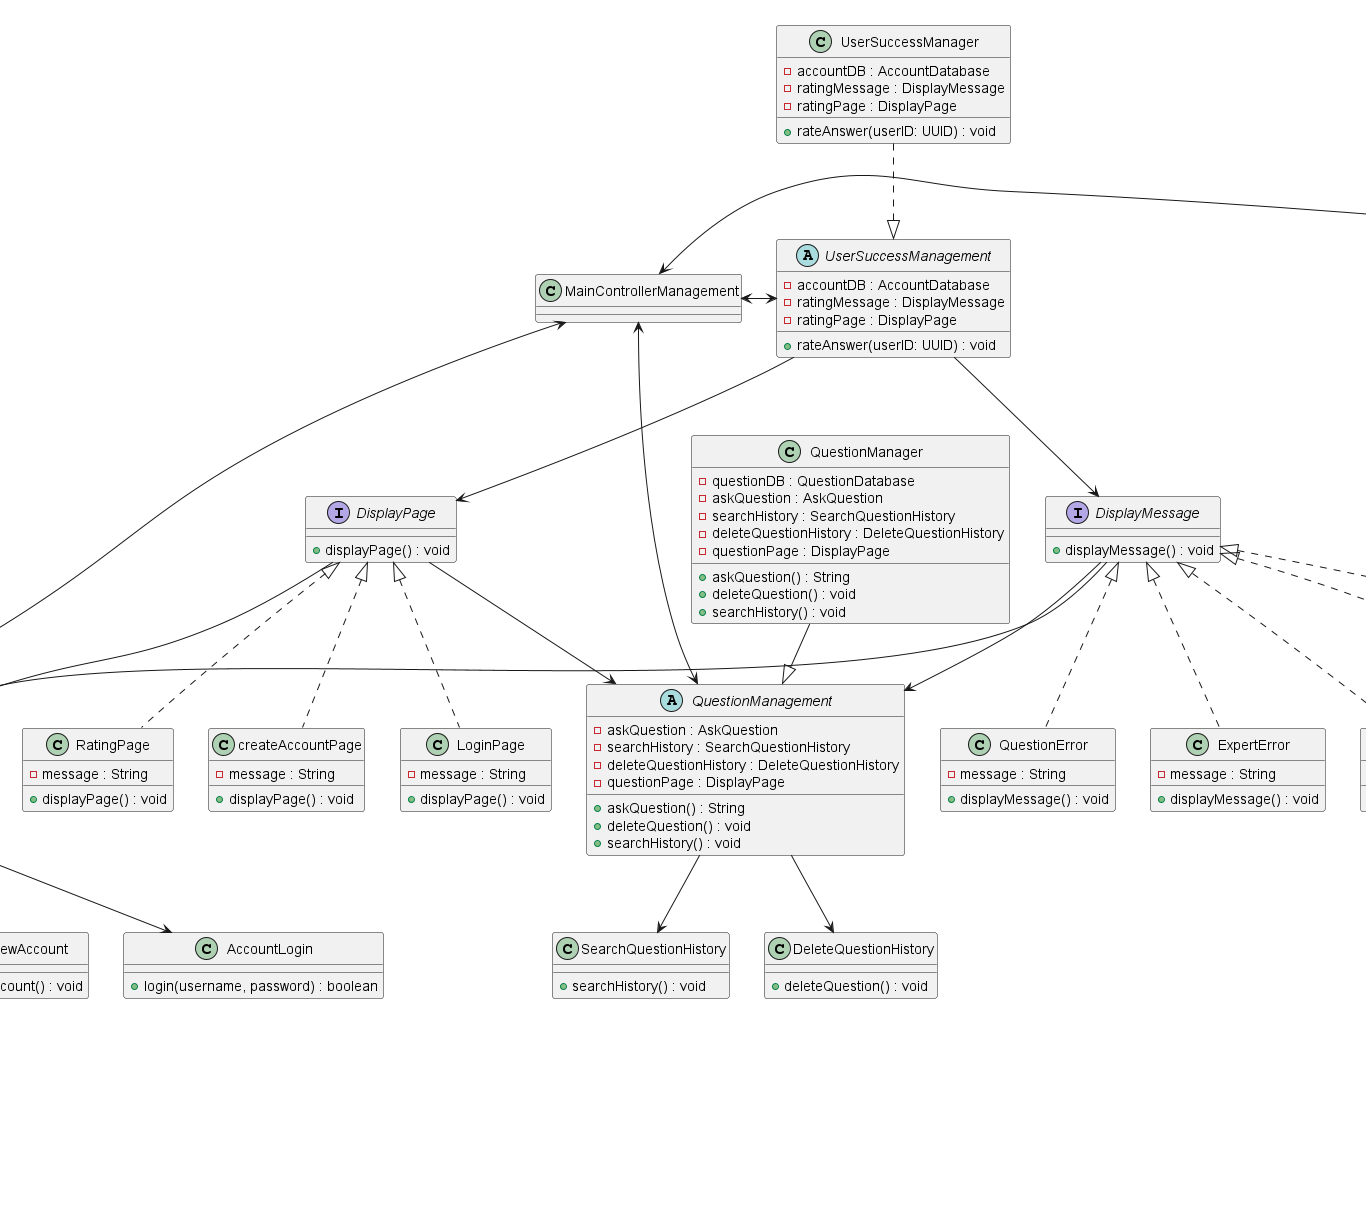 C UserSuccessManager
accountDB : AccountDatabase
ratingMessage : DisplayMessage
ratingPage : DisplayPage
rateAnswer(userID: UUID) : void
C MainControllerManagement
A UserSuccessManagement
accountDB : AccountDatabase
ratingMessage : DisplayMessage
ratingPage : DisplayPage
rateAnswer(userID: UUID) : void
I DisplayPage
displayPage() : void
C QuestionManager
questionDB : QuestionDatabase
askQuestion : AskQuestion
searchHistory : SearchQuestionHistory
deleteQuestionHistory : DeleteQuestionHistory
questionPage : DisplayPage
askQuestion() : String
deleteQuestion() : void
searchHistory() : void
I DisplayMessage
displayMessage() : void
C RatingPage
message : String
displayPage() : void
C createAccountPage
message : String
displayPage() : void
C LoginPage
message : String
displayPage() : void
A QuestionManagement
askQuestion : AskQuestion
searchHistory : SearchQuestionHistory
deleteQuestionHistory : DeleteQuestionHistory
questionPage : DisplayPage
askQuestion() : String
deleteQuestion() : void
searchHistory() : void
C QuestionError
message : String
displayMessage() : void
C ExpertError
message : String
displayMessage() : void
ewAccount
count() : void
C AccountLogin
login(username, password) : boolean
C SearchQuestionHistory
searchHistory() : void
C DeleteQuestionHistory
deleteQuestion() : void